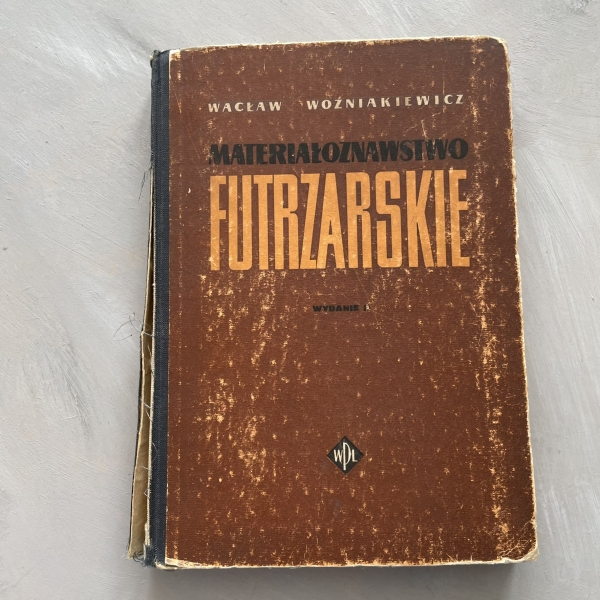 WACŁAW WOŹNIAKIEWICZ
MATERIAŁOZNAWSTWO
FUTRZARSKIE
WYDANIE I
WPL